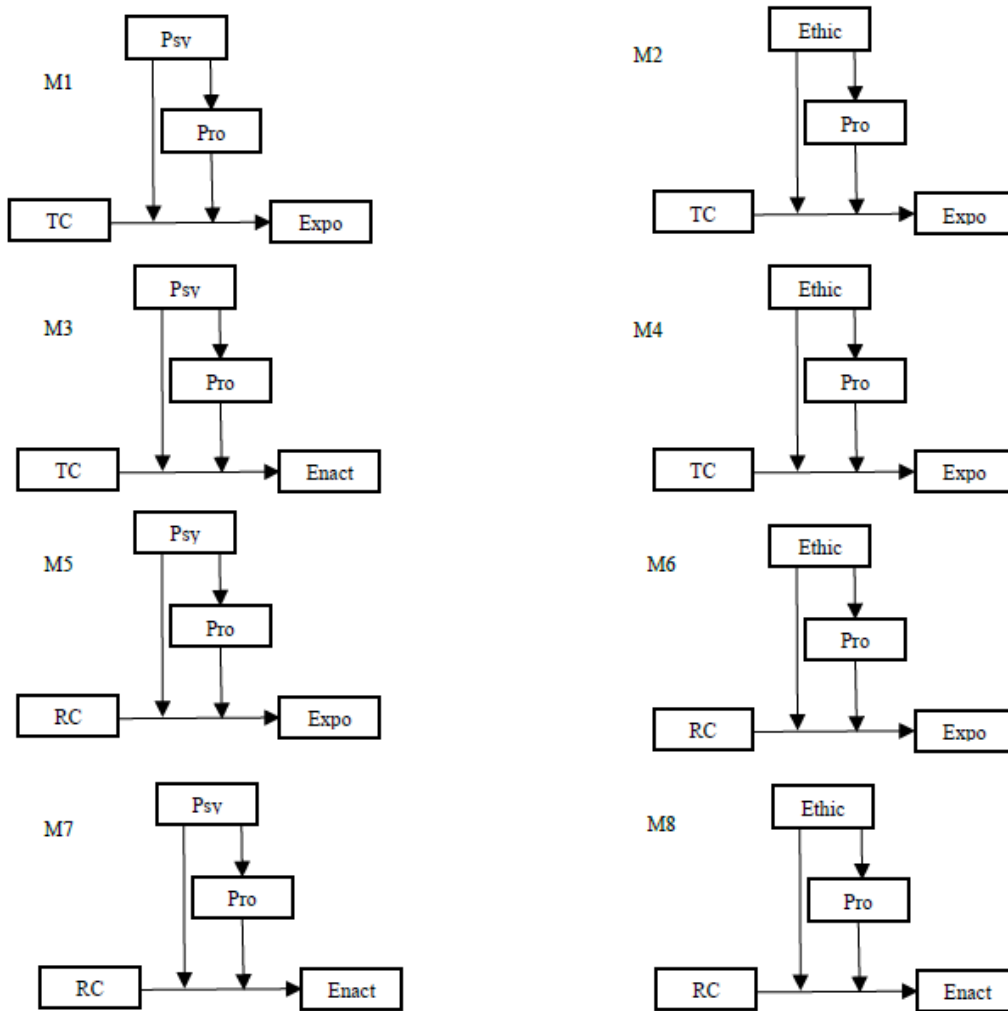 Psy
M1
Pro
TC
Expo
Ethic
M2
Pro
TC
Expo
Psy
M3
Pro
TC
Enact
Ethic
M4
Pro
TC
Expo
Psy
M5
Pro
RC
Expo
Ethic
M6
Pro
RC
Expo
Psy
M7
Pro
RC
Enact
Ethic
M8
Pro
RC
Enact